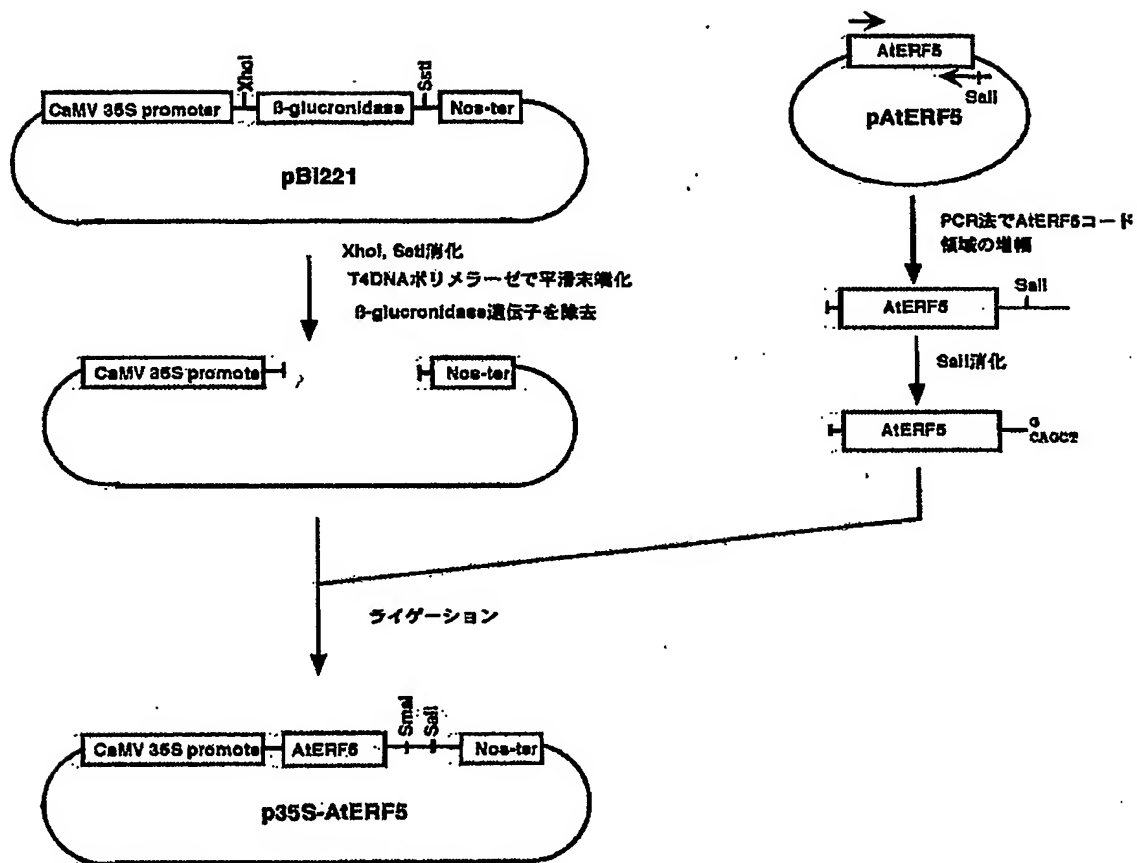 XhoI
SstI
CaMV 35S promoter
β-glucronidase
Nos-ter
pBI221
AtERF5
SalI
pAtERF5
XhoI, SstI消化
T4DNAポリメラーゼで平滑末端化
β-glucronidase遺伝子を除去
PCR法でAtERF5コード
領域の増幅
SalI
AtERF5
SalI消化
CaMV 35S promote
Nos-ter
AtERF5
G
CAGCT
ライゲーション
SmaI
SalI
CaMV 35S promote
AtERF5
Nos-ter
p35S-AtERF5